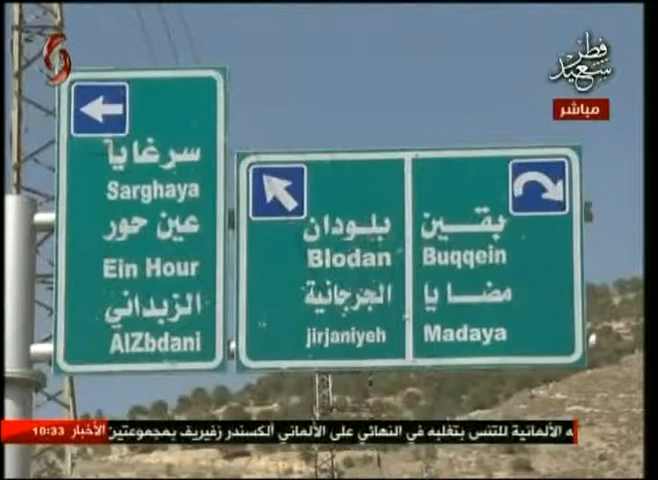 فطر سعيد
مباشر
سرغايا
Sarghaya
عين حور
Ein Hour
الزبداني
AlZbdani
بلودان
Blodan
الجرجانية
jirjaniyeh
بقين
Buqqein
مضايا
Madaya
ه الألمانية للتنس بتغلبه في النهائي على الألماني ألكسندر زفيريف بمجموعتين
الأخبار 10:33